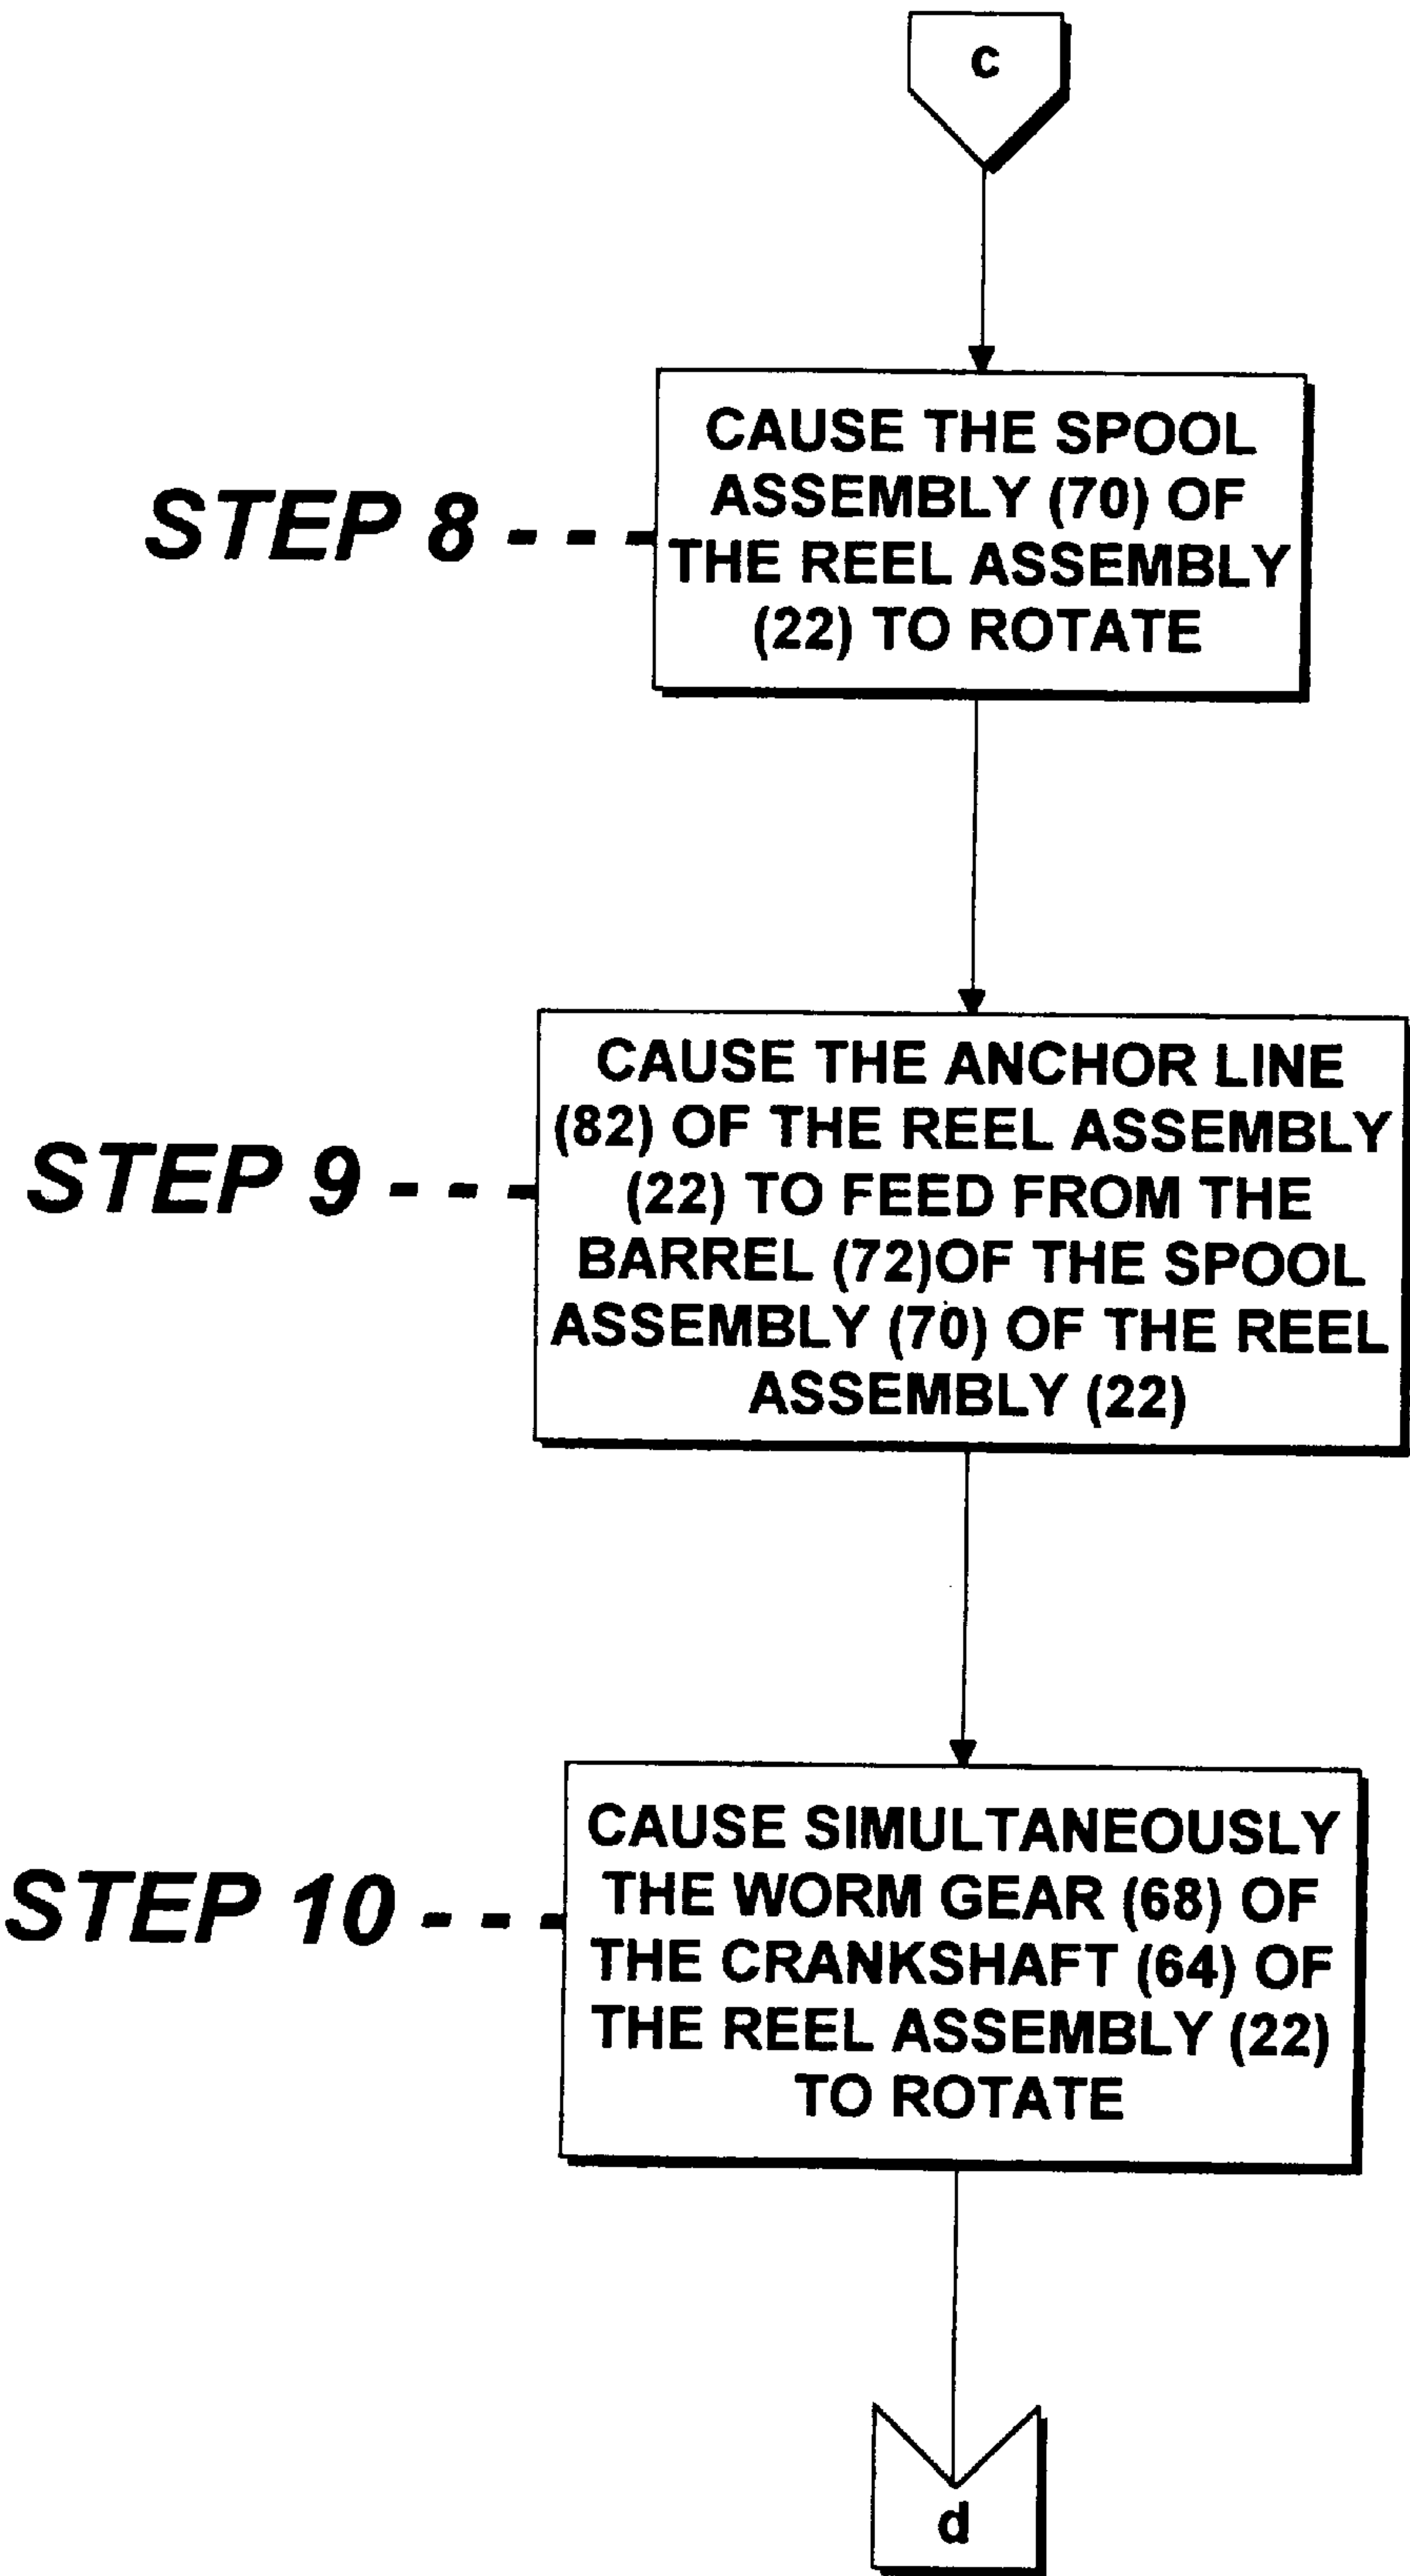 c
CAUSE THE SPOOL
ASSEMBLY (70) OF
STEP 8 - - -
THE REEL ASSEMBLY
(22) TO ROTATE
CAUSE THE ANCHOR LINE
(82) OF THE REEL ASSEMBLY
STEP 9 - - -
(22) TO FEED FROM THE
BARREL (72)OF THE SPOOL
ASSEMBLY (70) OF THE REEL
ASSEMBLY (22)
CAUSE SIMULTANEOUSLY
THE WORM GEAR (68) OF
STEP 10 - - -
THE CRANKSHAFT (64) OF
THE REEL ASSEMBLY (22)
TO ROTATE
d